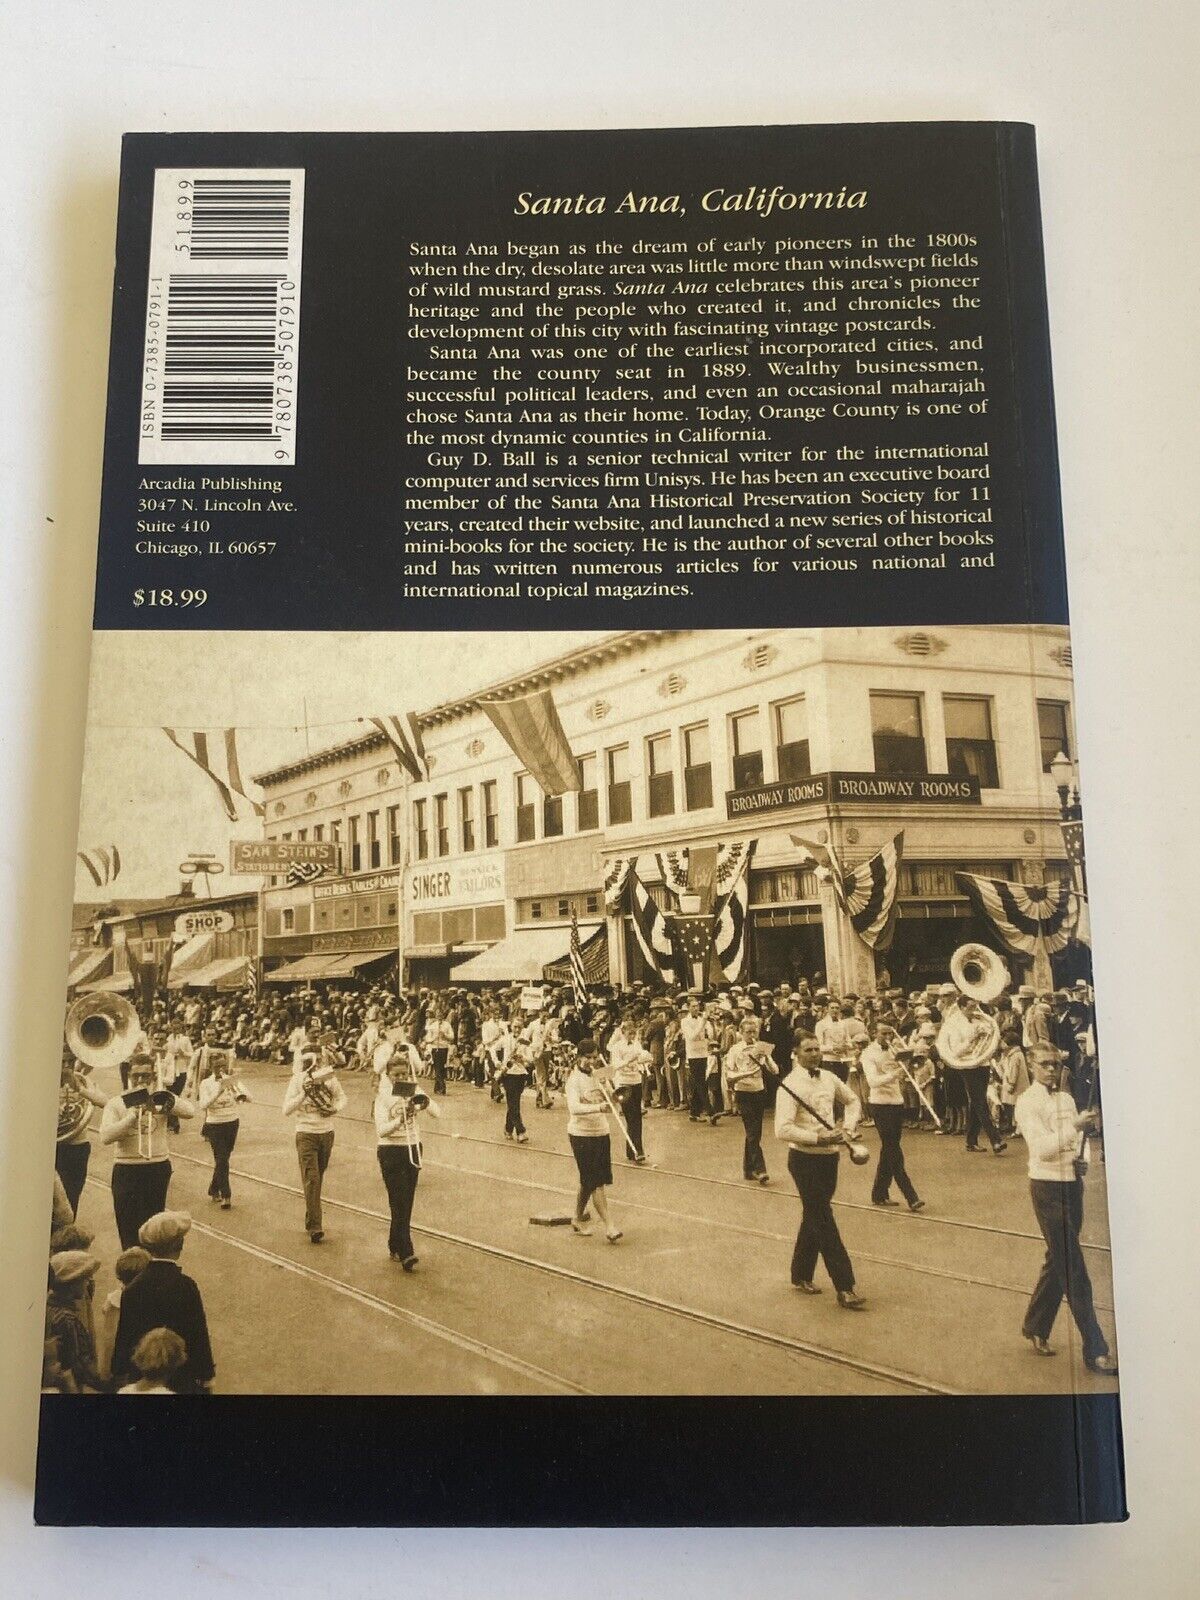 Santa Ana, California
Santa Ana began as the dream of early pioneers in the 1800s
when the dry, desolate area was little more than windswept fields
of wild mustard grass. Santa Ana celebrates this area's pioneer
heritage and the people who created it, and chronicles the
development of this city with fascinating vintage postcards.
Santa Ana was one of the earliest incorporated cities, and
became the county seat in 1889. Wealthy businessmen,
successful political leaders, and even an occasional maharajah
chose Santa Ana as their home. Today, Orange County is one of
the most dynamic counties in California.
Guy D. Ball is a senior technical writer for the international
computer and services firm Unisys. He has been an executive board
member of the Santa Ana Historical Preservation Society for 11
years, created their website, and launched a new series of historical
mini-books for the society. He is the author of several other books
and has written numerous articles for various national and
international topical magazines.
51899
ISBN 0-7385-0791-1
9 780738 507910
Arcadia Publishing
3047 N. Lincoln Ave.
Suite 410
Chicago, IL 60657
$18.99
BROADWAY ROOMS
BROADWAY ROOMS
SAM STEIN'S
SINGER
TAILORS
SHOP